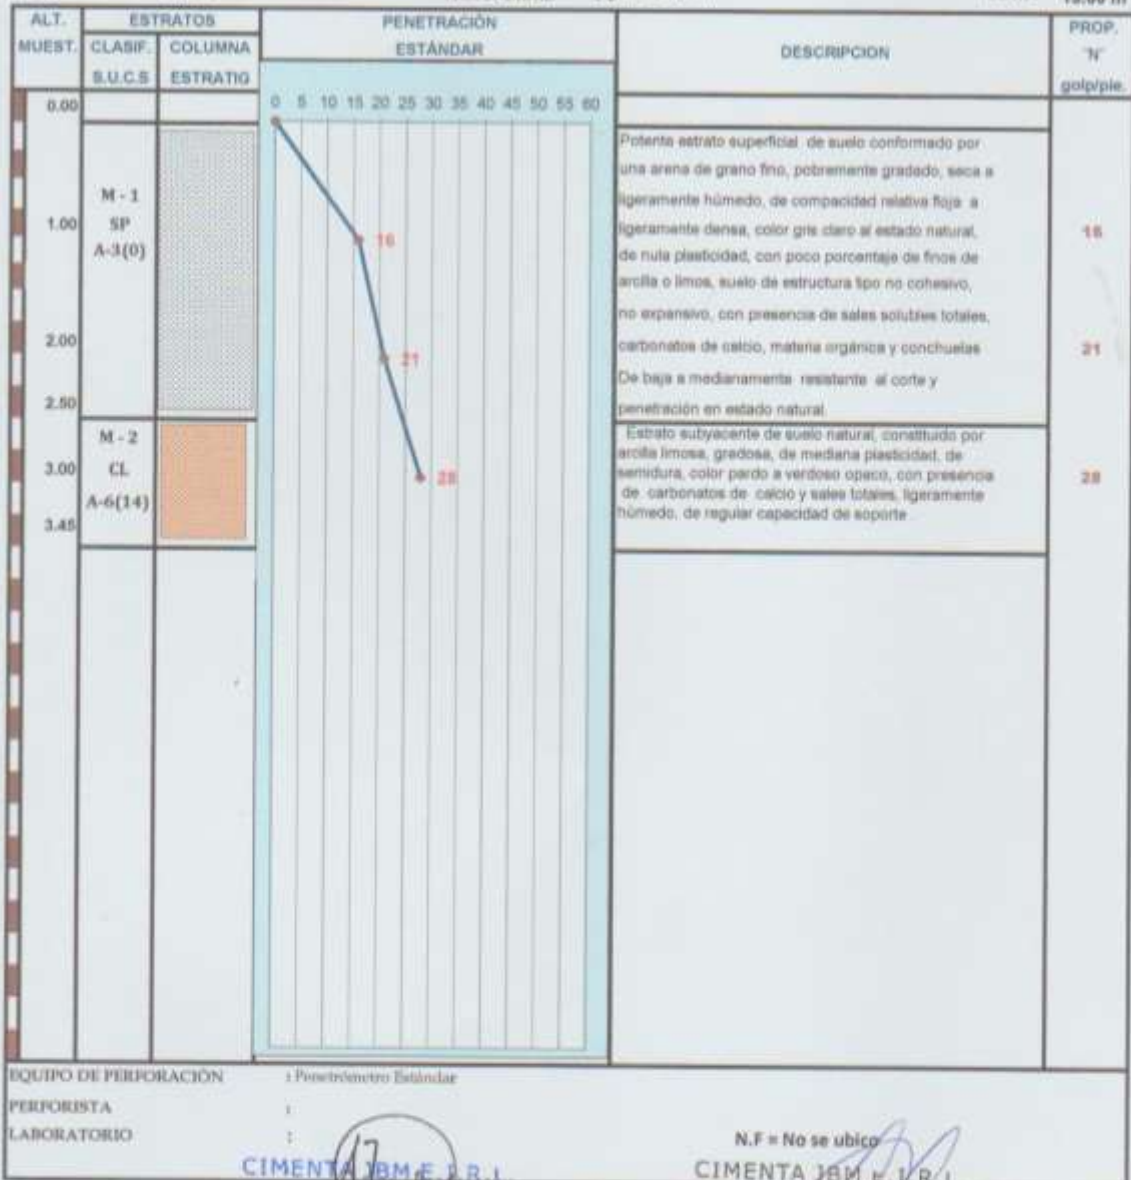 ALT. MUEST.
ESTRATOS
CLASIF. S.U.C.S
COLUMNA ESTRATIG
PENETRACIÓN
ESTÁNDAR
DESCRIPCION
PROP.
"N"
golp/pie.
0 5 10 15 20 25 30 35 40 45 50 55 60
0.00
1.00
2.00
2.50
3.00
3.45
M - 1
SP
A-3(0)
M - 2
CL
A-6(14)
16
21
28
Potente estrato superficial de suelo conformado por
una arena de grano fino, pobremente gradado, seca a
ligeramente húmedo, de compacidad relativa floja a
ligeramente densa, color gris claro al estado natural,
de nula plasticidad, con poco porcentaje de finos de
arcilla o limos, suelo de estructura tipo no cohesivo,
no expansivo, con presencia de sales solubles totales,
carbonatos de calcio, materia orgánica y conchuelas
De baja a medianamente resistente al corte y
penetración en estado natural.
Estrato subyacente de suelo natural, constituido por
arcilla limosa, gredosa, de mediana plasticidad, de
semidura, color pardo a verdoso opaco, con presencia
de carbonatos de calcio y sales totales, ligeramente
húmedo, de regular capacidad de soporte
16
21
28
EQUIPO DE PERFORACIÓN : Penetrómetro Estándar
PERFORISTA :
LABORATORIO :
N.F = No se ubico
CIMENTA JBM E.I.R.L.
CIMENTA JBM E.I.R.L.